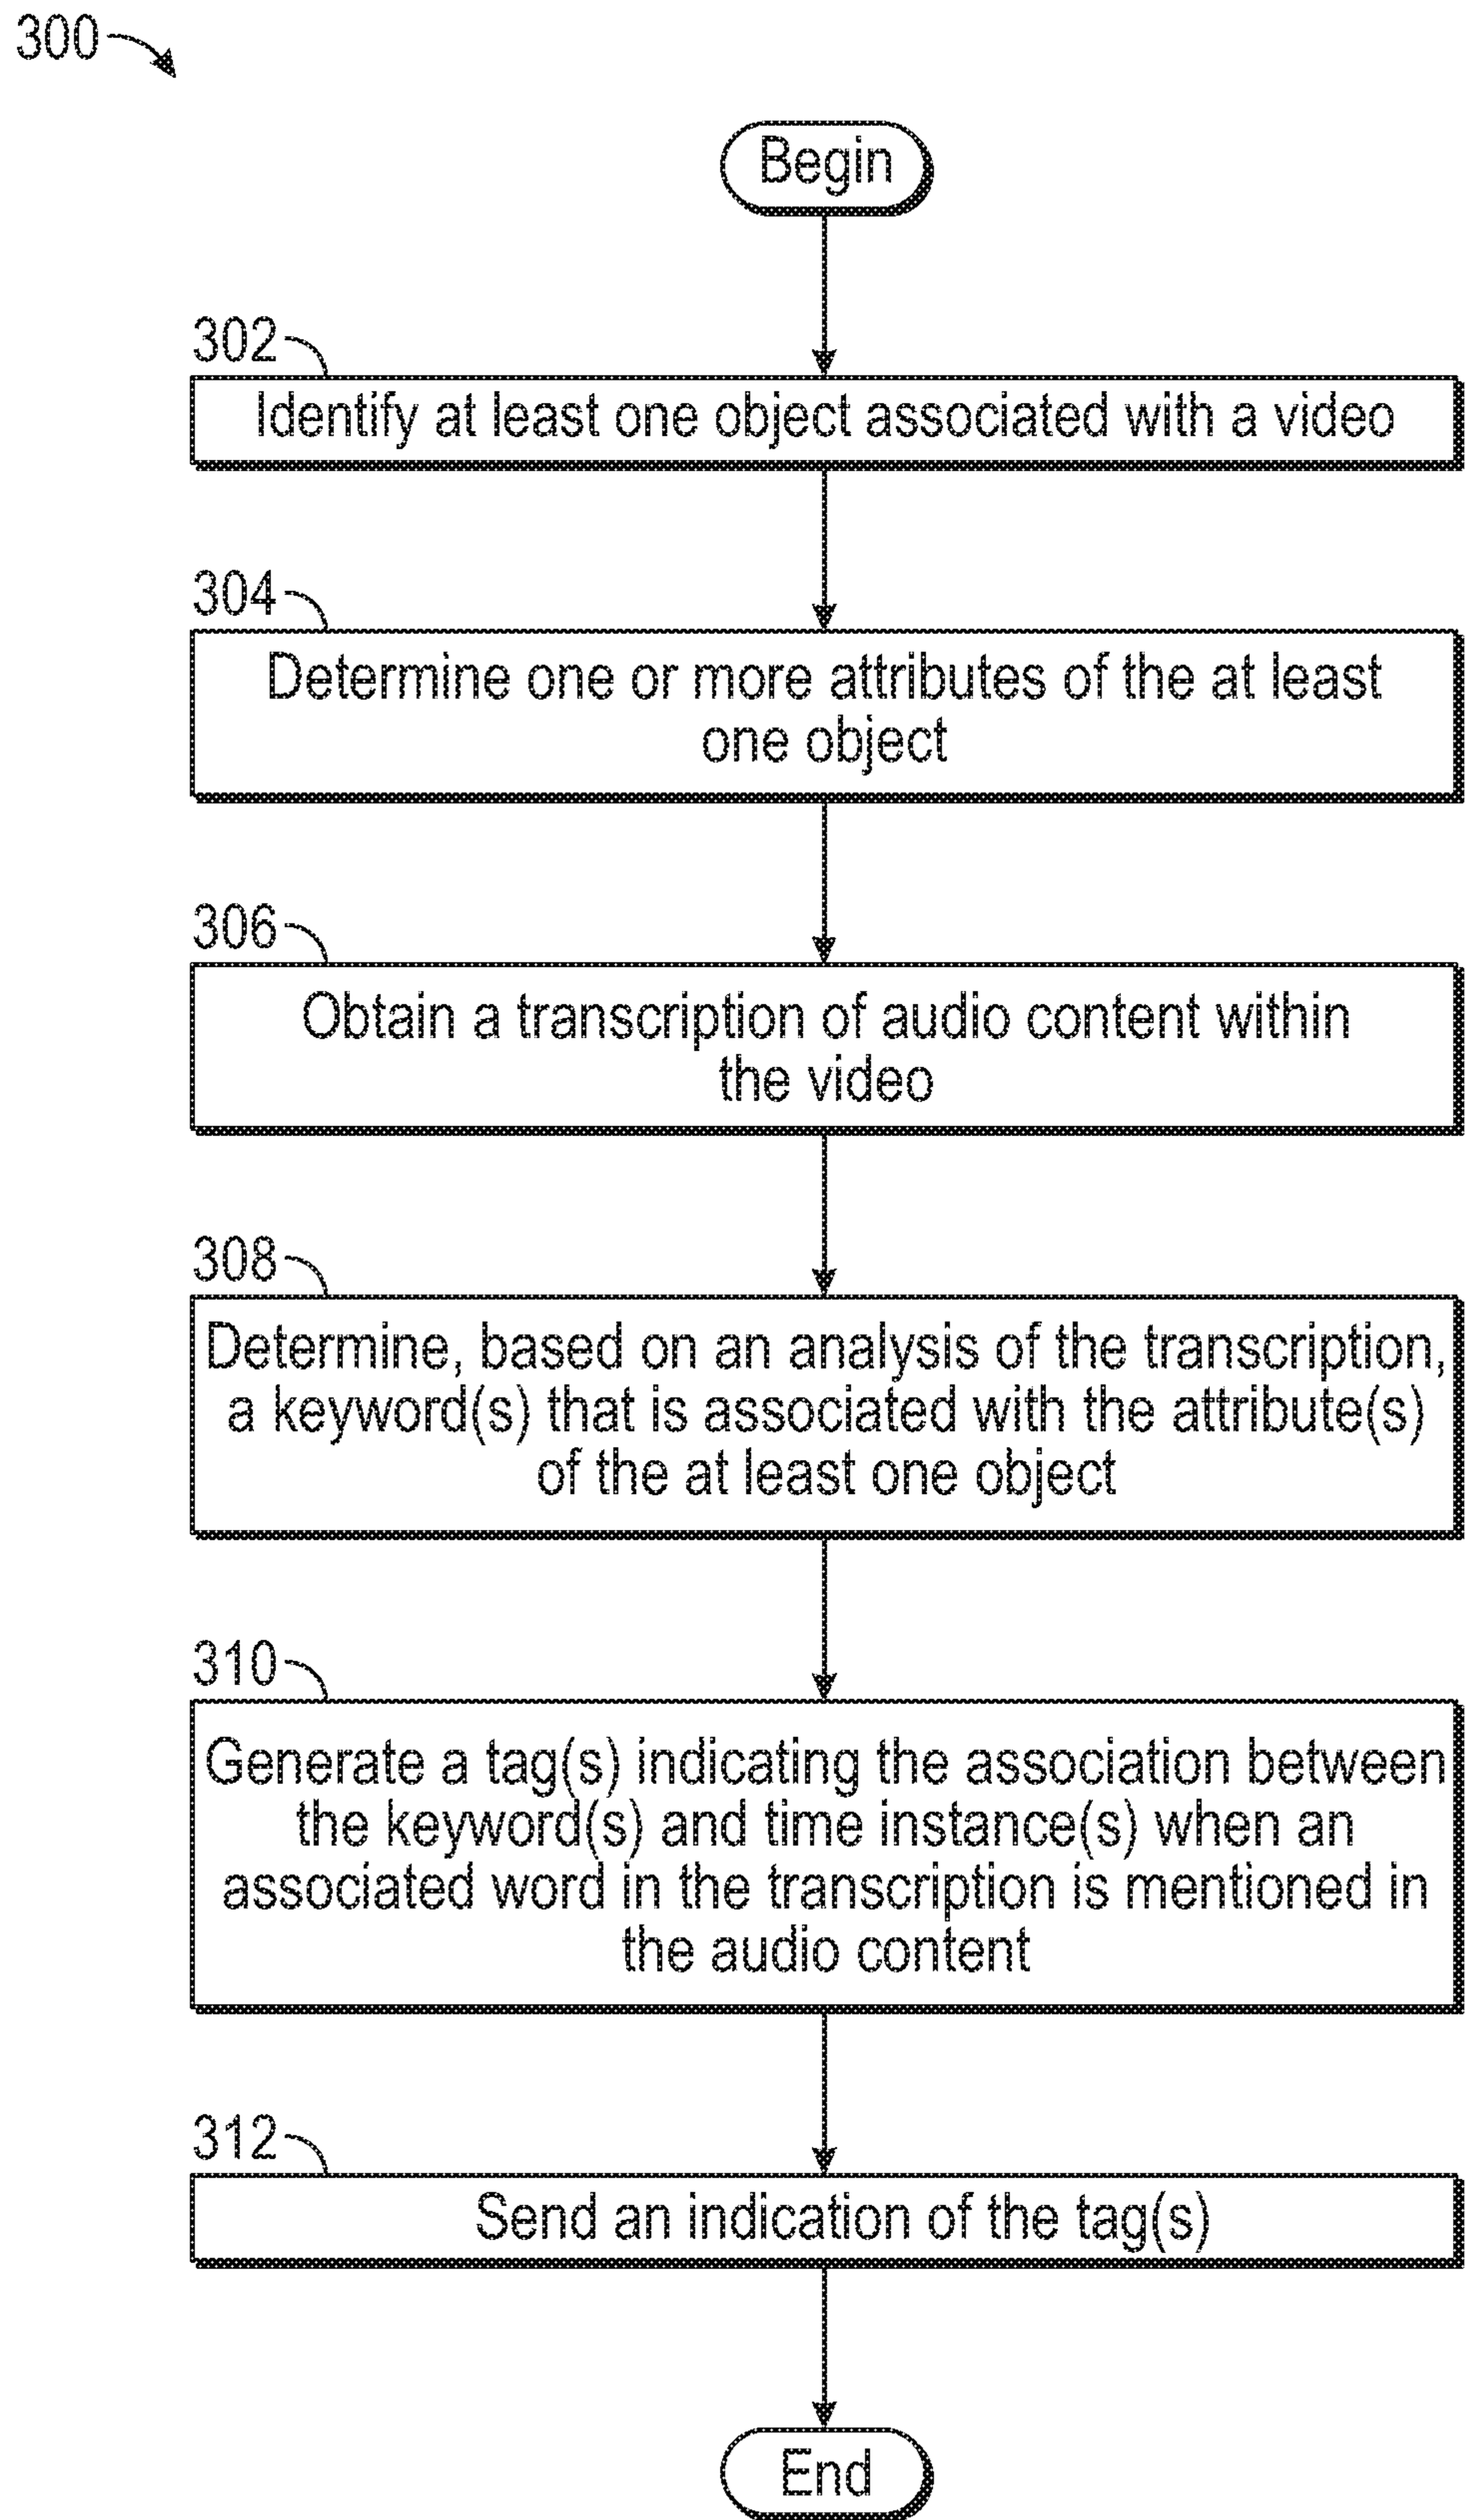 300
Begin
302
Identify at least one object associated with a video
304
Determine one or more attributes of the at least
one object
306
Obtain a transcription of audio content within
the video
308
Determine, based on an analysis of the transcription,
a keyword(s) that is associated with the attribute(s)
of the at least one object
310
Generate a tag(s) indicating the association between
the keyword(s) and time instance(s) when an
associated word in the transcription is mentioned in
the audio content
312
Send an indication of the tag(s)
End